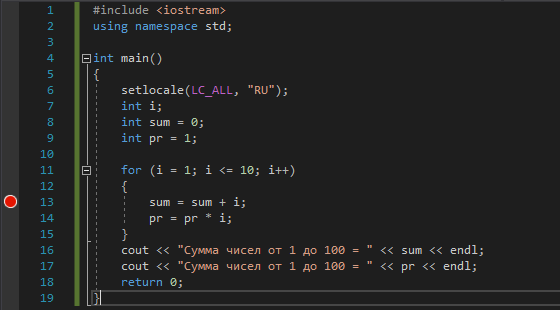 1 #include <iostream>
2 using namespace std;
3
4 int main()
5 {
6 setlocale(LC_ALL, "RU");
7 int i;
8 int sum = 0;
9 int pr = 1;
10
11 for (i = 1; i <= 10; i++)
12 {
13 sum = sum + i;
14 pr = pr * i;
15 }
16 cout << "Сумма чисел от 1 до 100 = " << sum << endl;
17 cout << "Сумма чисел от 1 до 100 = " << pr << endl;
18 return 0;
19 }